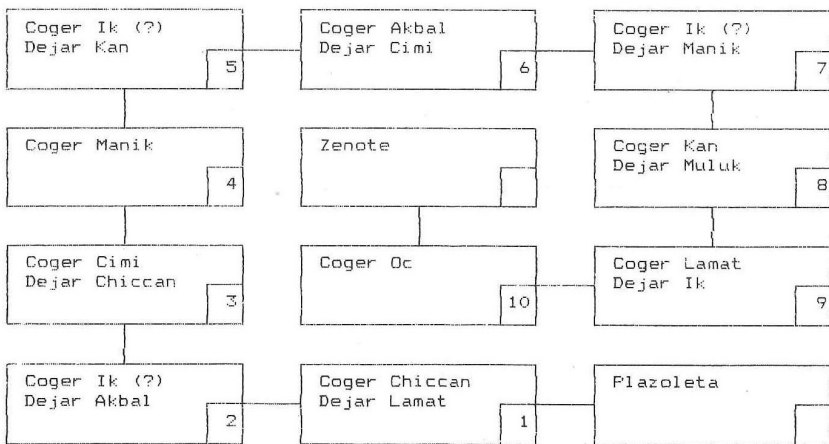 Coger Ik (?)
Dejar Kan
5
Coger Akbal
Dejar Cimi
6
Coger Ik (?)
Dejar Manik
7
Coger Manik
4
Zenote
Coger Kan
Dejar Muluk
8
Coger Cimi
Dejar Chiccan
3
Coger Oc
10
Coger Lamat
Dejar Ik
9
Coger Ik (?)
Dejar Akbal
2
Coger Chiccan
Dejar Lamat
1
Plazoleta